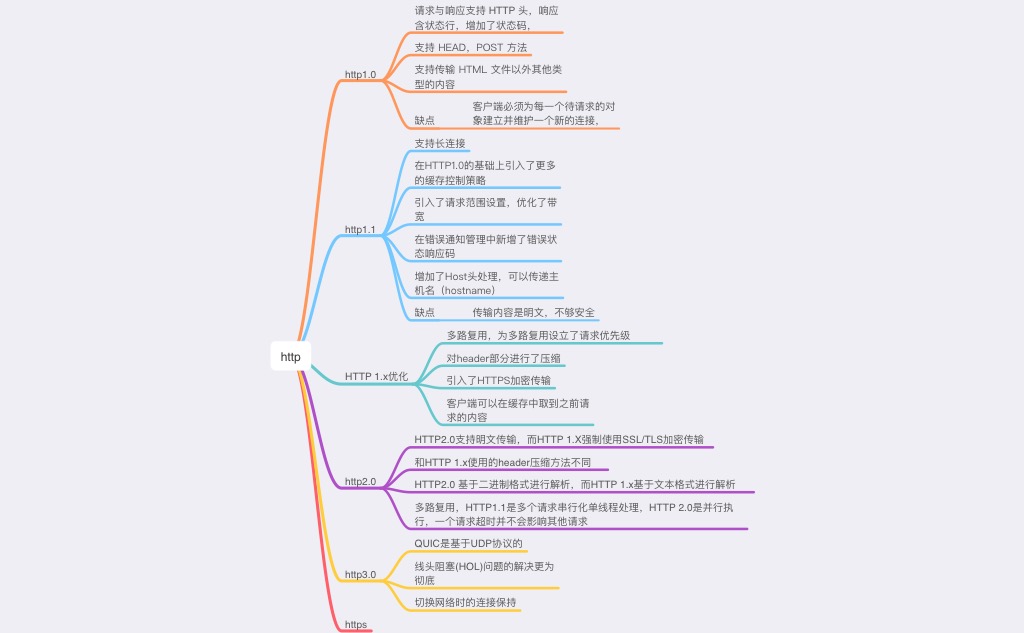 请求与响应支持 HTTP 头，响应
含状态行，增加了状态码，
支持 HEAD，POST 方法
支持传输 HTML 文件以外其他类
型的内容
http1.0
客户端必须为每一个待请求的对
象建立并维护一个新的连接，
缺点
支持长连接
在HTTP1.0的基础上引入了更多
的缓存控制策略
引入了请求范围设置，优化了带
宽
http1.1
在错误通知管理中新增了错误状
态响应码
增加了Host头处理，可以传递主
机名（hostname）
缺点
传输内容是明文，不够安全
http
多路复用，为多路复用设立了请求优先级
对header部分进行了压缩
HTTP 1.x优化
引入了HTTPS加密传输
客户端可以在缓存中取到之前请
求的内容
HTTP2.0支持明文传输，而HTTP 1.X强制使用SSL/TLS加密传输
和HTTP 1.x使用的header压缩方法不同
http2.0
HTTP2.0 基于二进制格式进行解析，而HTTP 1.x基于文本格式进行解析
多路复用，HTTP1.1是多个请求串行化单线程处理，HTTP 2.0是并行执
行，一个请求超时并不会影响其他请求
QUIC是基于UDP协议的
线头阻塞(HOL)问题的解决更为
彻底
http3.0
切换网络时的连接保持
https